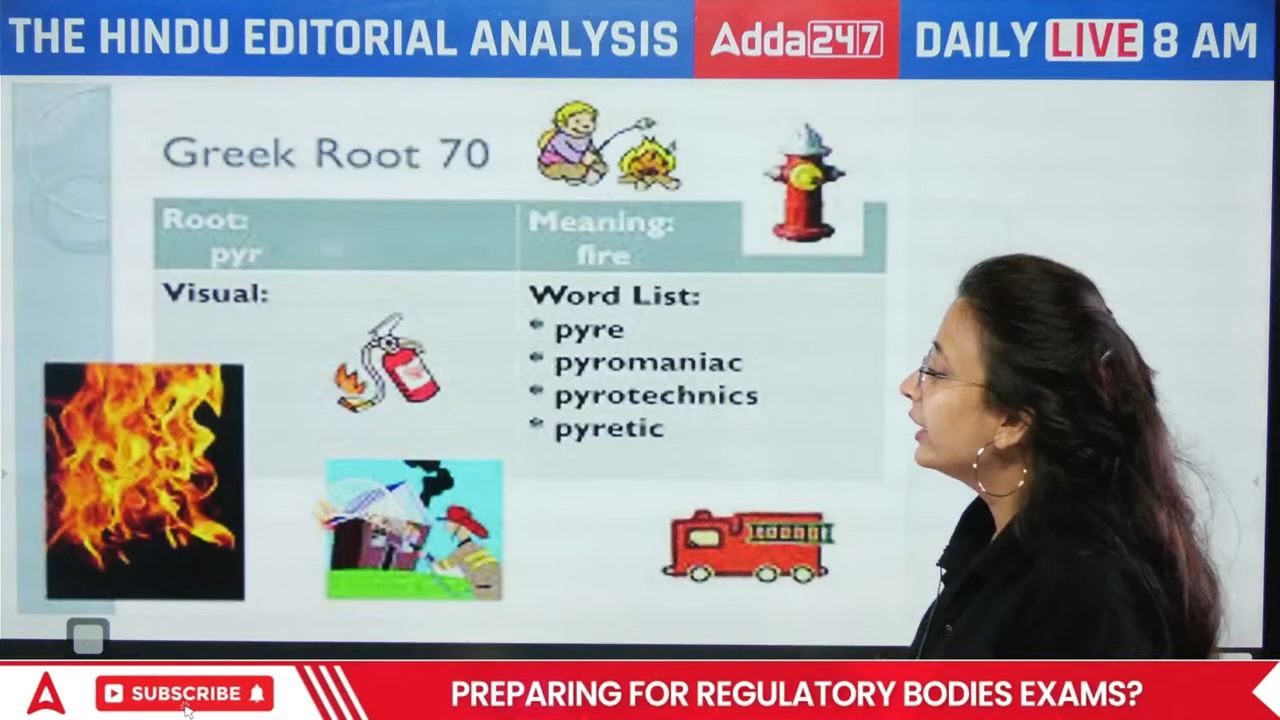 THE HINDU EDITORIAL ANALYSIS
Adda247
DAILY LIVE 8 AM
Greek Root 70
Root:
pyr
Meaning:
fire
Visual:
Word List:
* pyre
* pyromaniac
* pyrotechnics
* pyretic
SUBSCRIBE
PREPARING FOR REGULATORY BODIES EXAMS?